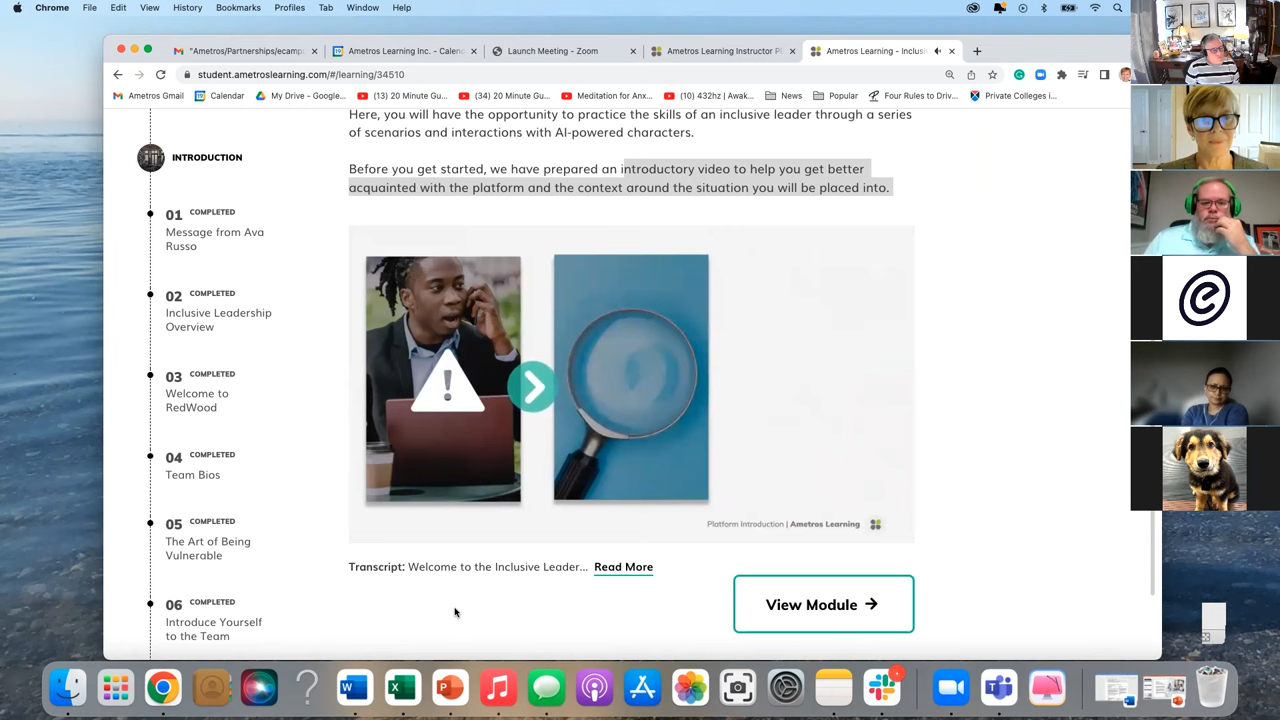 Chrome File Edit View History Bookmarks Profiles Tab Window Help
"Ametros/Partnerships/ecamp
Ametros Learning Inc. - Calend
Launch Meeting - Zoom
Ametros Learning Instructor Pl
Ametros Learning - Inclusi
student.ametroslearning.com/#/learning/34510
Ametros Gmail
Calendar
My Drive - Google...
(13) 20 Minute Gu...
(34) 20 Minute Gu...
Meditation for Anx...
(10) 432hz | Awak...
News
Popular
Four Rules to Driv...
Private Colleges i...
Here, you will have the opportunity to practice the skills of an inclusive leader through a series
of scenarios and interactions with AI-powered characters.
Before you get started, we have prepared an introductory video to help you get better
acquainted with the platform and the context around the situation you will be placed into.
INTRODUCTION
01 COMPLETED
Message from Ava
Russo
02 COMPLETED
Inclusive Leadership
Overview
03 COMPLETED
Welcome to
RedWood
04 COMPLETED
Team Bios
05 COMPLETED
The Art of Being
Vulnerable
06 COMPLETED
Introduce Yourself
to the Team
Platform Introduction | Ametros Learning
Transcript: Welcome to the Inclusive Leader... Read More
View Module